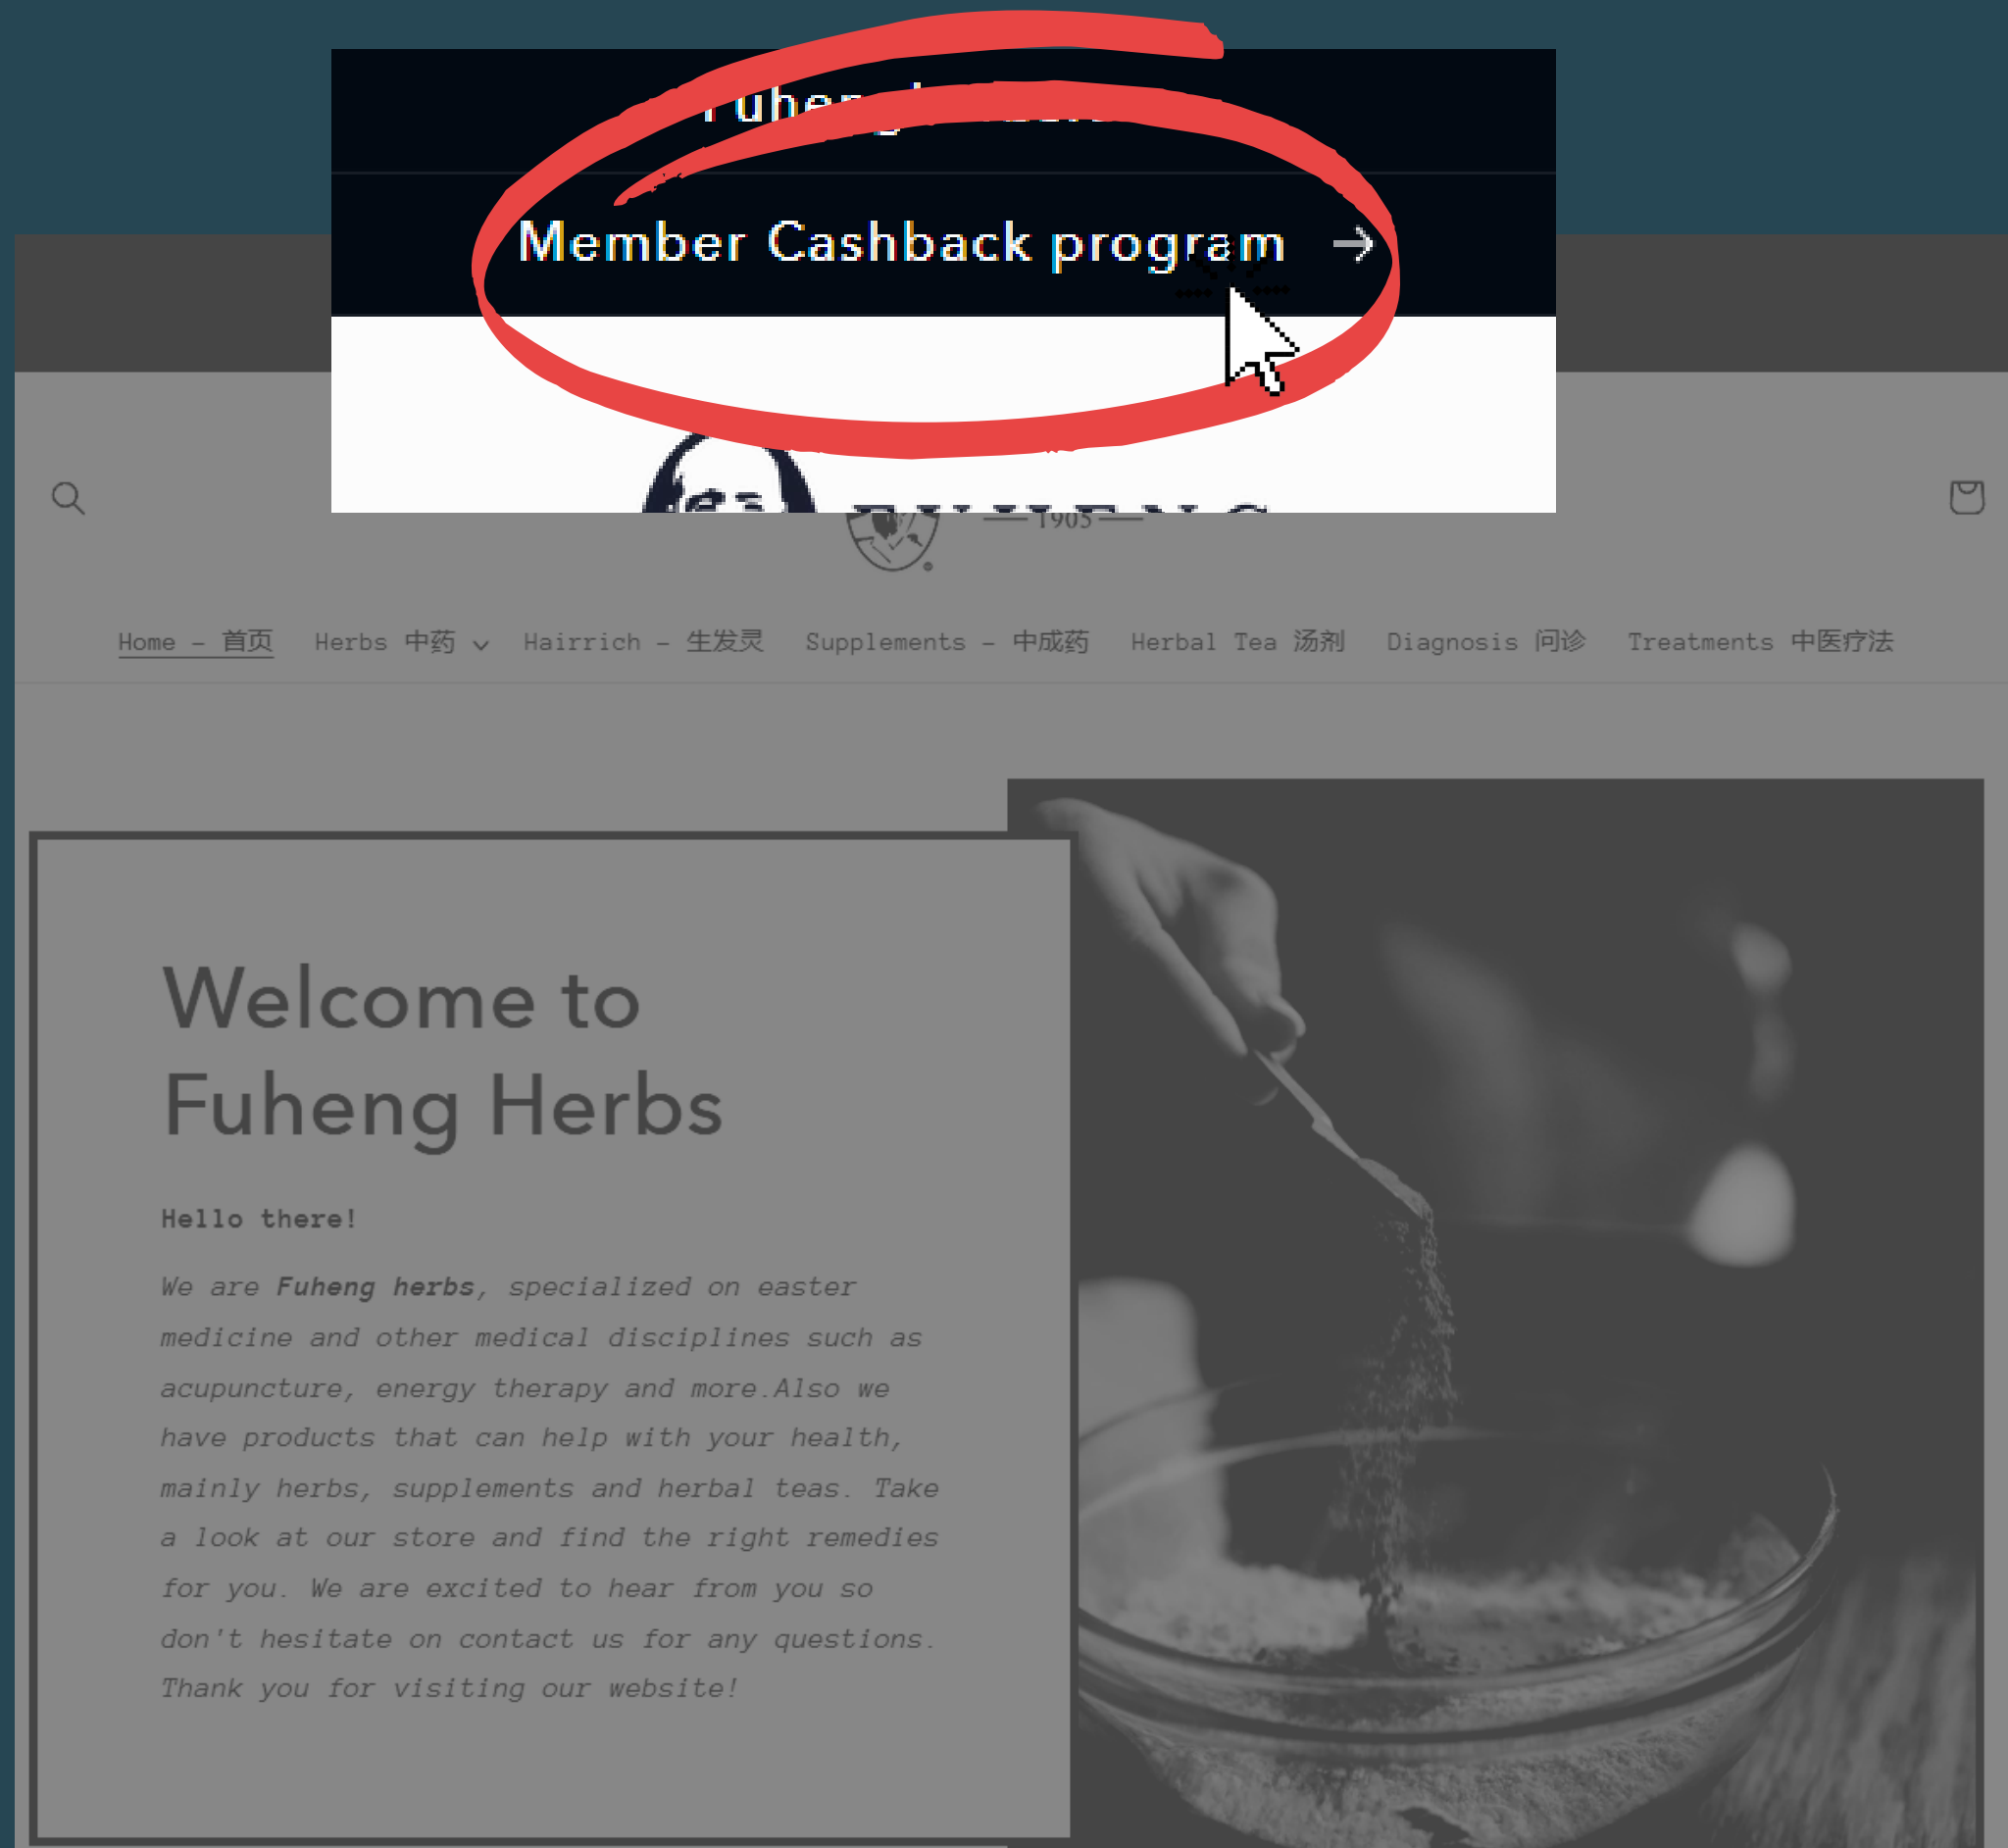 Member Cashback program →
1905
Home — 首页
Herbs 中药
Hairrich — 生发灵
Supplements — 中成药
Herbal Tea 汤剂
Diagnosis 问诊
Treatments 中医疗法
Welcome to
Fuheng Herbs
Hello there!
We are Fuheng herbs, specialized on easter
medicine and other medical disciplines such as
acupuncture, energy therapy and more.Also we
have products that can help with your health,
mainly herbs, supplements and herbal teas. Take
a look at our store and find the right remedies
for you. We are excited to hear from you so
don't hesitate on contact us for any questions.
Thank you for visiting our website!